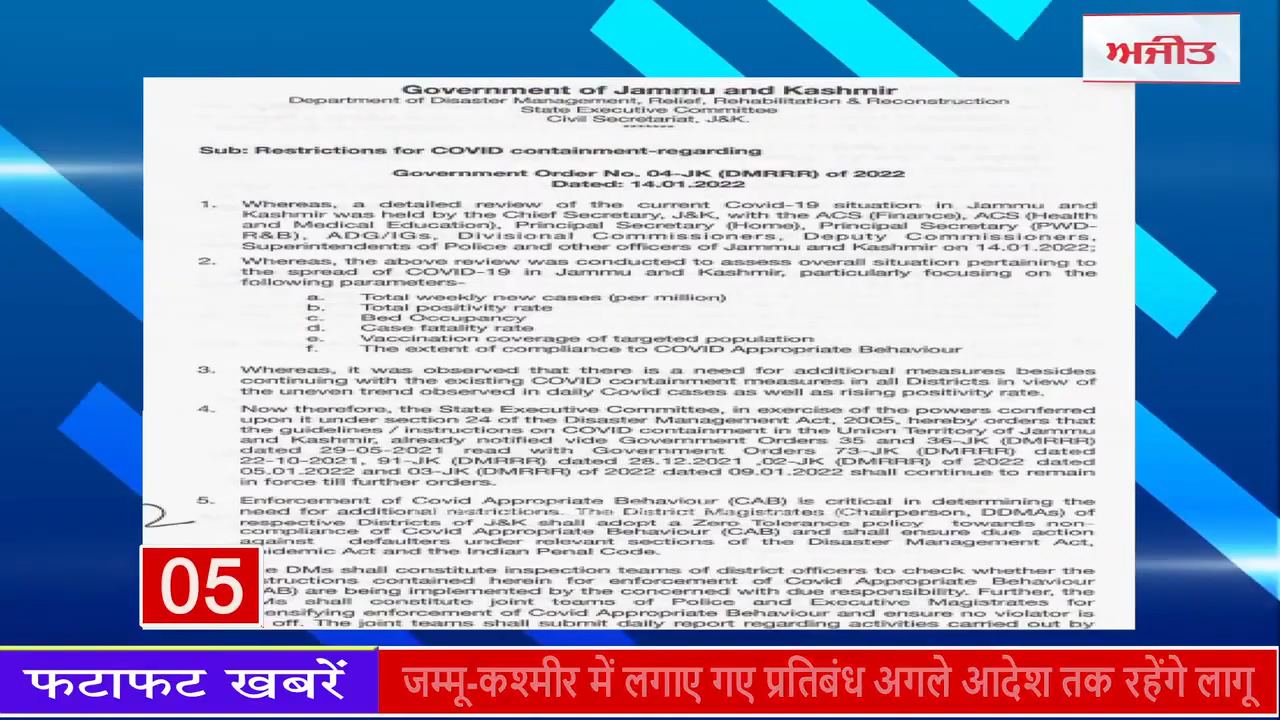 ਅਜੀਤ
Government of Jammu and Kashmir
Department of Disaster Management, Relief, Rehabilitation & Reconstruction
State Executive Committee
Civil Secretariat, J&K.
*******
Sub: Restrictions for COVID containment-regarding
Government Order No. 04-JK (DMRRR) of 2022
Dated: 14.01.2022
1. Whereas, a detailed review of the current Covid-19 situation in Jammu and
Kashmir was held by the Chief Secretary, J&K, with the ACS (Finance), ACS (Health
and Medical Education), Principal Secretary (Home), Principal Secretary (PWD-
R&B), ADG/IGs, Divisional Commissioners, Deputy Commissioners,
Superintendents of Police and other officers of Jammu and Kashmir on 14.01.2022;
2. Whereas, the above review was conducted to assess overall situation pertaining to
the spread of COVID-19 in Jammu and Kashmir, particularly focusing on the
following parameters-
a. Total weekly new cases (per million)
b. Total positivity rate
c. Bed Occupancy
d. Case fatality rate
e. Vaccination coverage of targeted population
f. The extent of compliance to COVID Appropriate Behaviour
3. Whereas, it was observed that there is a need for additional measures besides
continuing with the existing COVID containment measures in all Districts in view of
the uneven trend observed in daily Covid cases as well as rising positivity rate.
4. Now therefore, the State Executive Committee, in exercise of the powers conferred
upon it under section 24 of the Disaster Management Act, 2005, hereby orders that
the guidelines / instructions on COVID containment in the Union Territory of Jammu
and Kashmir, already notified vide Government Orders 35 and 36-JK (DMRRR)
dated 29-05-2021 read with Government Orders 73-JK (DMRRR) dated
22-10-2021, 91-JK (DMRRR) dated 28.12.2021 ,02-JK (DMRRR) of 2022 dated
05.01.2022 and 03-JK (DMRRR) of 2022 dated 09.01.2022 shall continue to remain
in force till further orders.
5. Enforcement of Covid Appropriate Behaviour (CAB) is critical in determining the
need for additional restrictions. The District Magistrates (Chairperson, DDMAs) of
respective Districts of J&K shall adopt a Zero Tolerance policy towards non-
compliance of Covid Appropriate Behaviour (CAB) and shall ensure due action
against defaulters under relevant sections of the Disaster Management Act,
pidemic Act and the Indian Penal Code.
e DMs shall constitute inspection teams of district officers to check whether the
structions contained herein for enforcement of Covid Appropriate Behaviour
AB) are being implemented by the concerned with due responsibility. Further, the
Ms shall constitute joint teams of Police and Executive Magistrates for
ensifying enforcement of Covid Appropriate Behaviour and ensure no violator is
off. The joint teams shall submit daily report regarding activities carried out by
05
फटाफट खबरें
जम्मू-कश्मीर में लगाए गए प्रतिबंध अगले आदेश तक रहेंगे लागू